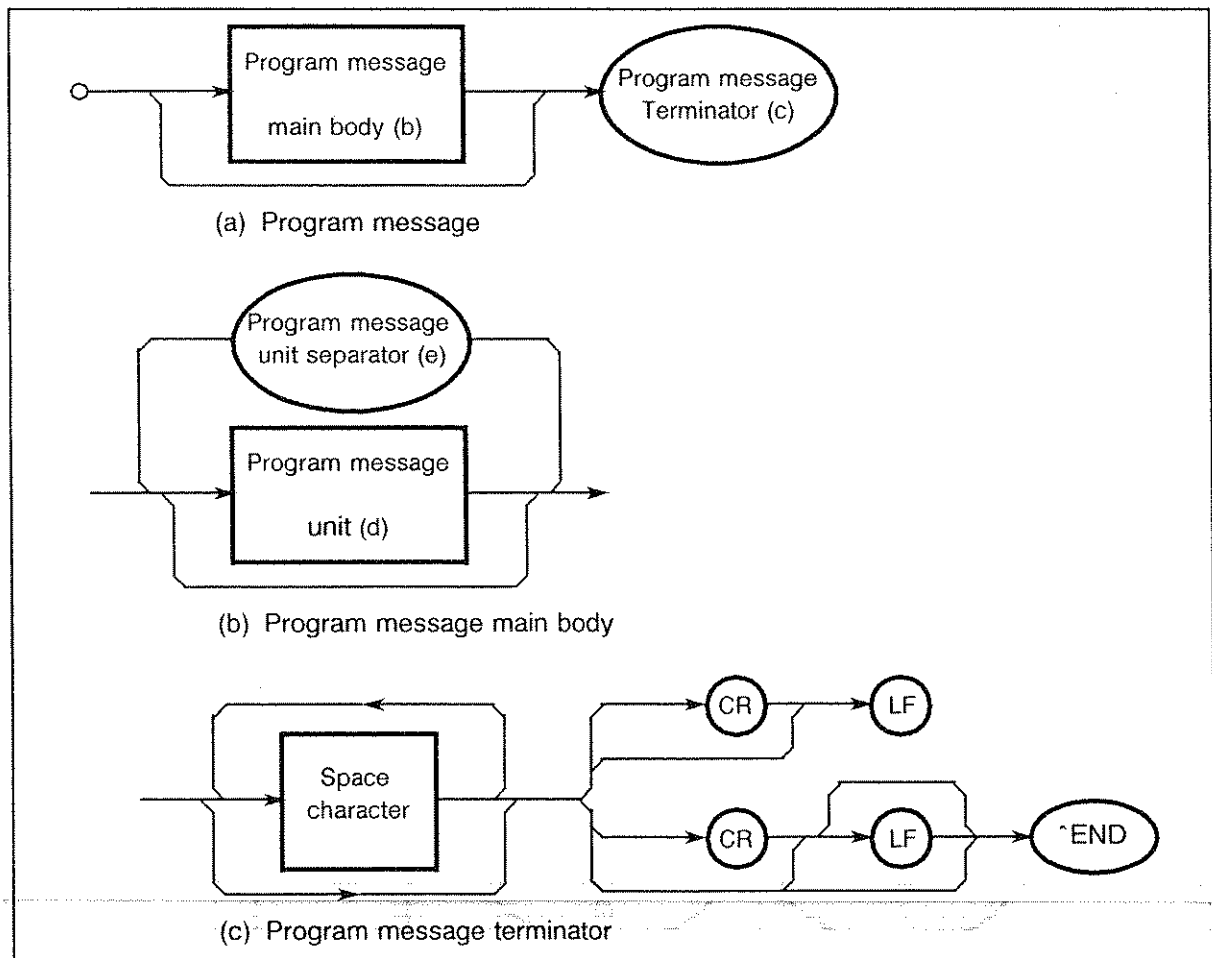 Program message
main body (b)
Program message
Terminator (c)
(a) Program message
Program message
unit separator (e)
Program message
unit (d)
(b) Program message main body
CR
LF
Space
character
CR
LF
^END
(c) Program message terminator